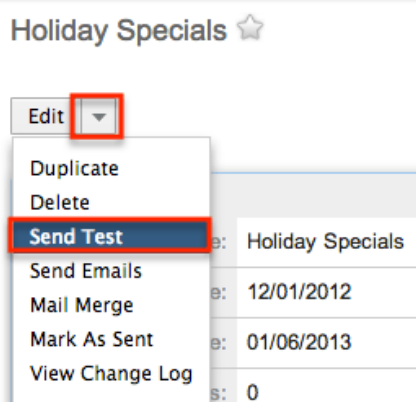 Holiday Specials
Edit
Duplicate
Delete
Send Test
e: Holiday Specials
Send Emails
e: 12/01/2012
Mail Merge
Mark As Sent
e: 01/06/2013
View Change Log
s: 0